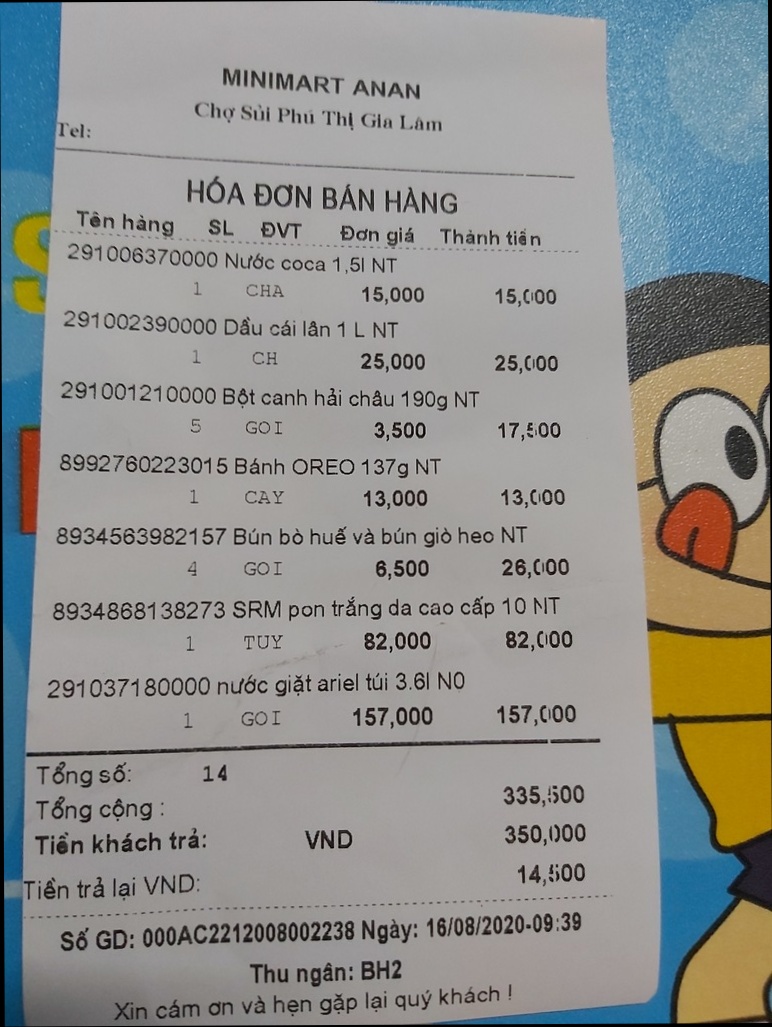 MINIMART ANAN
Chợ Sủi Phú Thị Gia Lâm
Tel:
HÓA ĐƠN BÁN HÀNG
Tên hàng SL ĐVT Đơn giá Thành tiền
291006370000 Nước coca 1,5l NT
1 CHA 15,000 15,000
291002390000 Dầu cái lân 1 L NT
1 CH 25,000 25,000
291001210000 Bột canh hải châu 190g NT
5 GOI 3,500 17,500
8992760223015 Bánh OREO 137g NT
1 CAY 13,000 13,000
8934563982157 Bún bò huế và bún giò heo NT
4 GOI 6,500 26,000
8934868138273 SRM pon trắng da cao cấp 10 NT
1 TUY 82,000 82,000
291037180000 nước giặt ariel túi 3.6l N0
1 GOI 157,000 157,000
Tổng số: 14
Tổng cộng : 335,500
Tiền khách trả: VND 350,000
Tiền trả lại VND: 14,500
Số GD: 000AC2212008002238 Ngày: 16/08/2020-09:39
Thu ngân: BH2
Xin cám ơn và hẹn gặp lại quý khách !